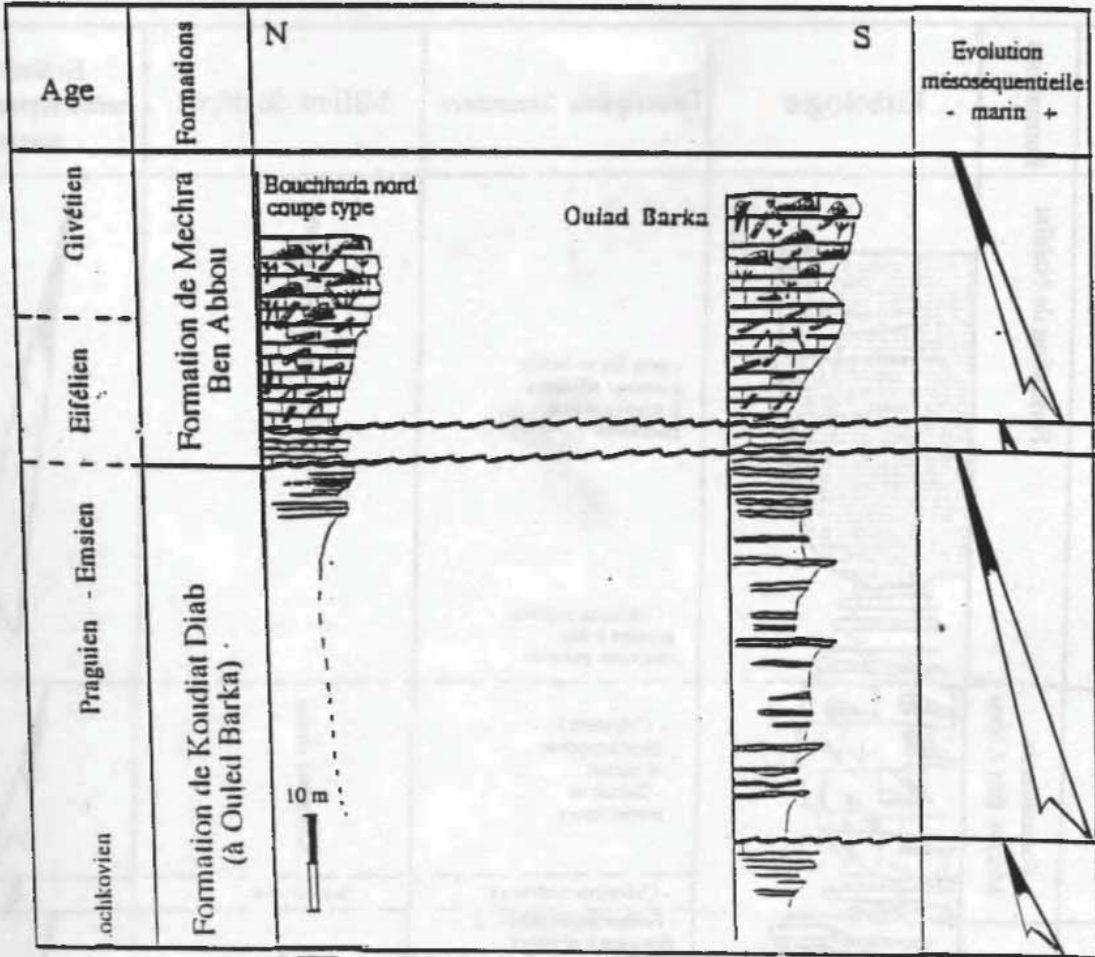 Age
Formations
N
S
Evolution
mésoséquentielle
- marin +
Givétien
Eifélien
Praguien - Emsien
Lochkovien
Formation de Mechra
Ben Abbou
Formation de Koudiat Diab
(à Ouled Barka)
Bouchhada nord
coupe type
Oulad Barka
10 m